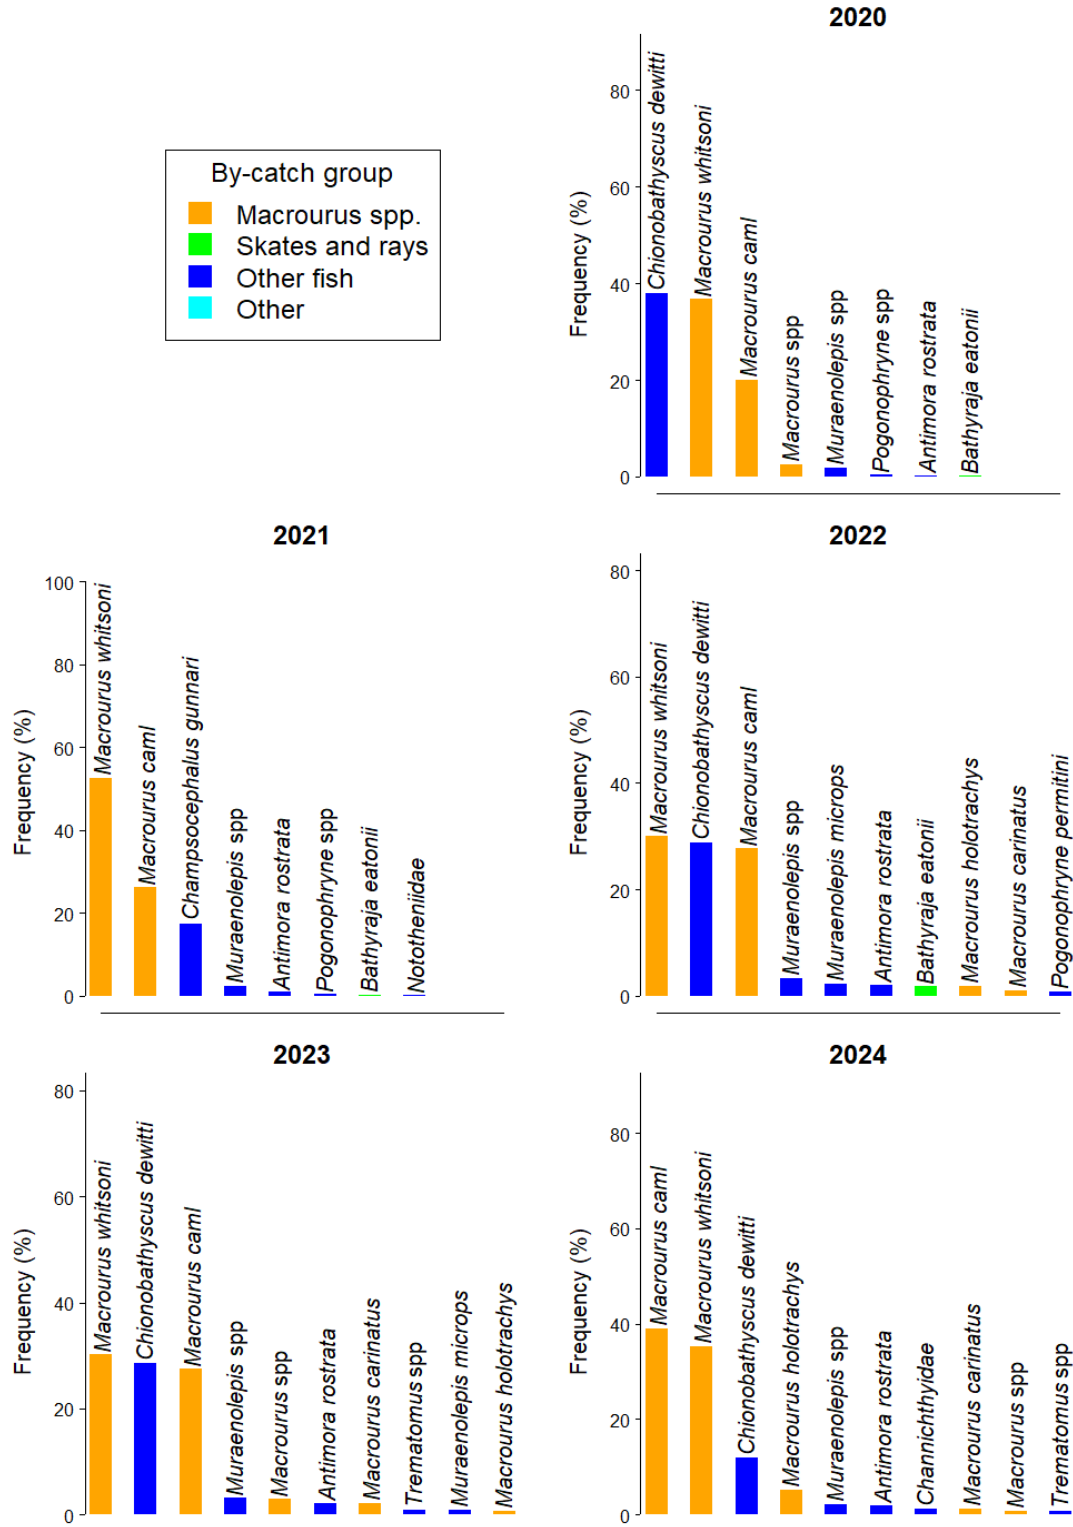 By-catch group
Macrourus spp.
Skates and rays
Other fish
Other
2020
Frequency (%)
80
60
40
20
0
Chionobathyscus dewitti
Macrourus whitsoni
Macrourus caml
Macrourus spp
Muraenolepis spp
Pogonophryne spp
Antimora rostrata
Bathyraja eatonii
2021
Frequency (%)
100
80
60
40
20
0
Macrourus whitsoni
Macrourus caml
Champsocephalus gunnari
Muraenolepis spp
Antimora rostrata
Pogonophryne spp
Bathyraja eatonii
Nototheniidae
2022
Frequency (%)
80
60
40
20
0
Macrourus whitsoni
Chionobathyscus dewitti
Macrourus caml
Muraenolepis spp
Muraenolepis microps
Antimora rostrata
Bathyraja eatonii
Macrourus holotrachys
Macrourus carinatus
Pogonophryne permitini
2023
Frequency (%)
80
60
40
20
0
Macrourus whitsoni
Chionobathyscus dewitti
Macrourus caml
Muraenolepis spp
Macrourus spp
Antimora rostrata
Macrourus carinatus
Trematomus spp
Muraenolepis microps
Macrourus holotrachys
2024
Frequency (%)
80
60
40
20
0
Macrourus caml
Macrourus whitsoni
Chionobathyscus dewitti
Macrourus holotrachys
Muraenolepis spp
Antimora rostrata
Channichthyidae
Macrourus carinatus
Macrourus spp
Trematomus spp